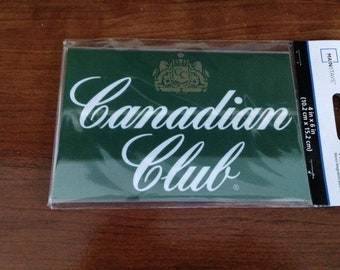 Canadian
Club®
MAINSTAYS
4 in x 6 in
(10.2 cm x 15.2 cm)